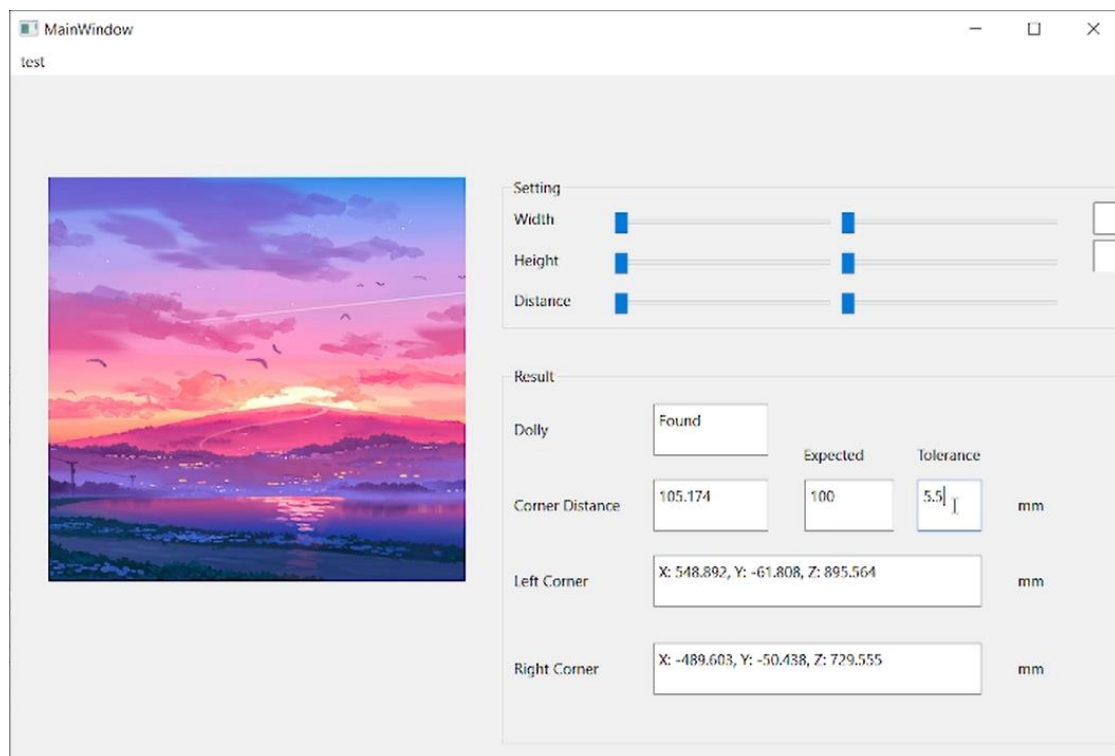 MainWindow
test
Setting
Width
Height
Distance
Result
Dolly
Found
Expected
Tolerance
Corner Distance
105.174
100
5.5
mm
Left Corner
X: 548.892, Y: -61.808, Z: 895.564
mm
Right Corner
X: -489.603, Y: -50.438, Z: 729.555
mm